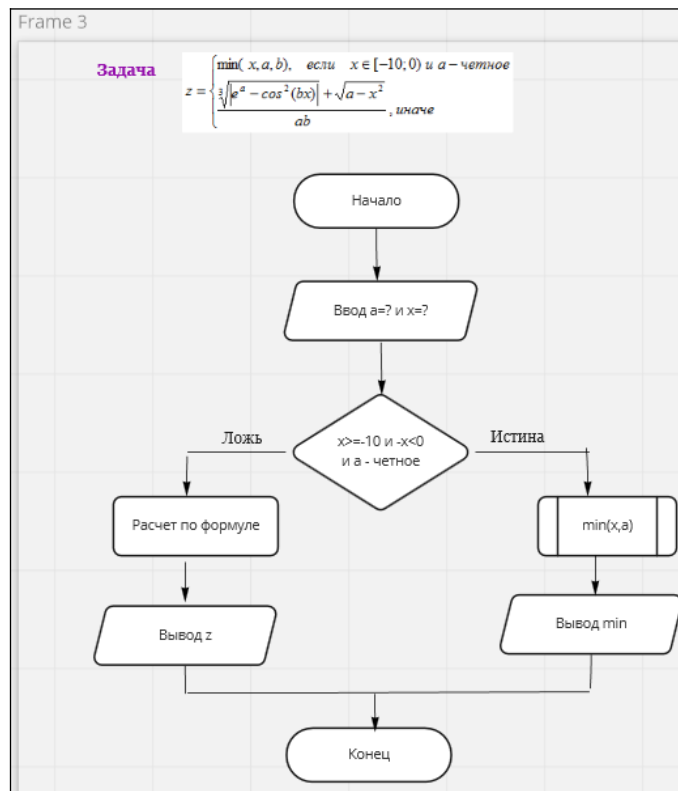 Frame 3
Задача
z = { min( x, a, b), если x ∈ [−10; 0) и a − четное
(∛|e^a − cos²(bx)| + √(a − x²)) / ab , иначе
Начало
Ввод a=? и x=?
x>=-10 и -x<0
и a - четное
Ложь
Истина
Расчет по формуле
min(x,a)
Вывод z
Вывод min
Конец